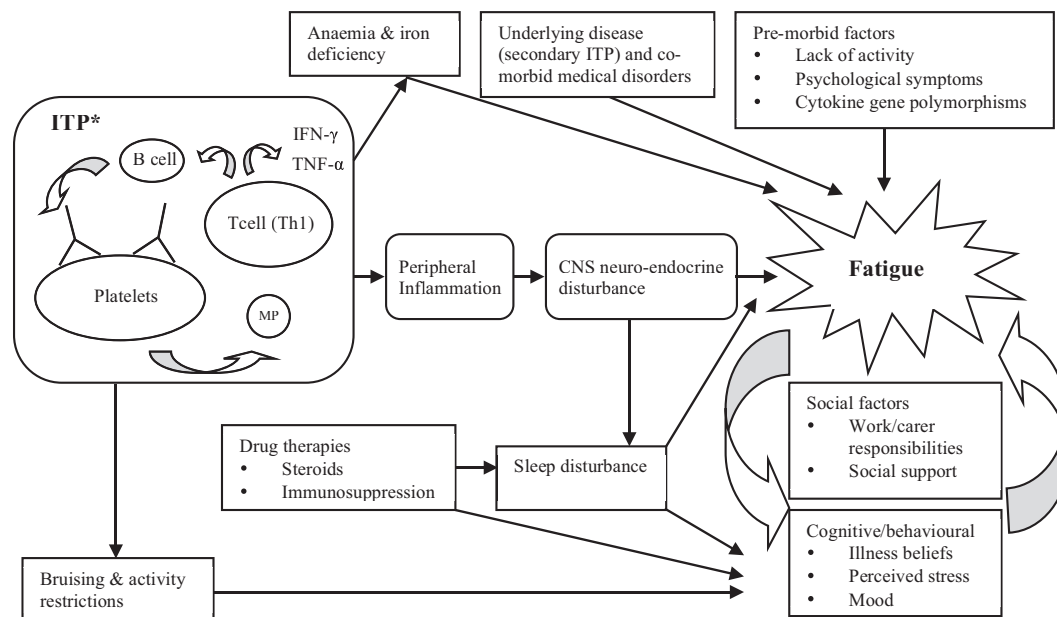 Anaemia & iron
deficiency
Underlying disease
(secondary ITP) and co-
morbid medical disorders
Pre-morbid factors
• Lack of activity
• Psychological symptoms
• Cytokine gene polymorphisms
ITP*
IFN-γ
TNF-α
B cell
Tcell (Th1)
Platelets
MP
Peripheral
Inflammation
CNS neuro-endocrine
disturbance
Fatigue
Social factors
• Work/carer
responsibilities
• Social support
Drug therapies
• Steroids
• Immunosuppression
Sleep disturbance
Cognitive/behavioural
• Illness beliefs
• Perceived stress
• Mood
Bruising & activity
restrictions